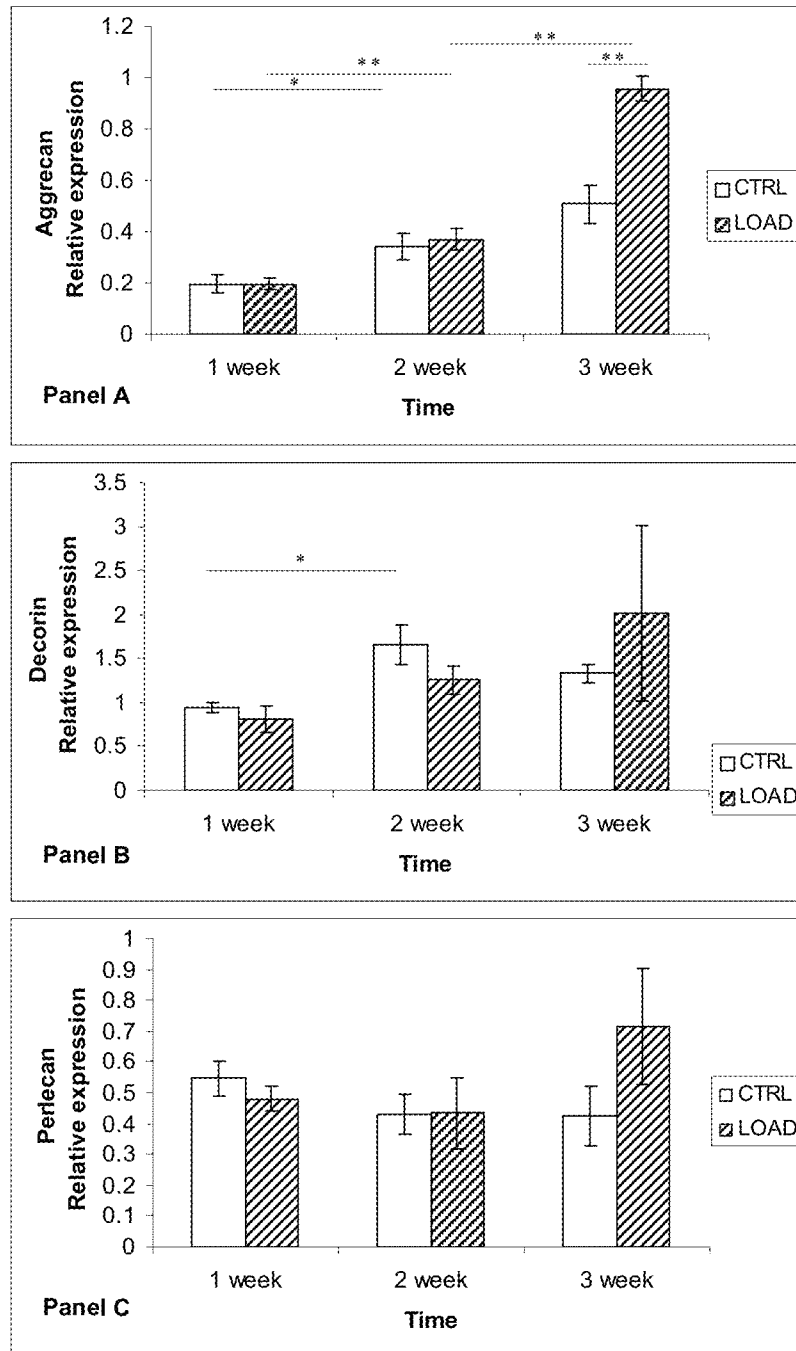 1.2
1
0.8
0.6
0.4
0.2
0
Aggrecan
Relative expression
*
**
**
**
CTRL
LOAD
1 week
2 week
3 week
Panel A
Time
3.5
3
2.5
2
1.5
1
0.5
0
Decorin
Relative expression
*
CTRL
LOAD
1 week
2 week
3 week
Panel B
Time
1
0.9
0.8
0.7
0.6
0.5
0.4
0.3
0.2
0.1
0
Perlecan
Relative expression
CTRL
LOAD
1 week
2 week
3 week
Panel C
Time